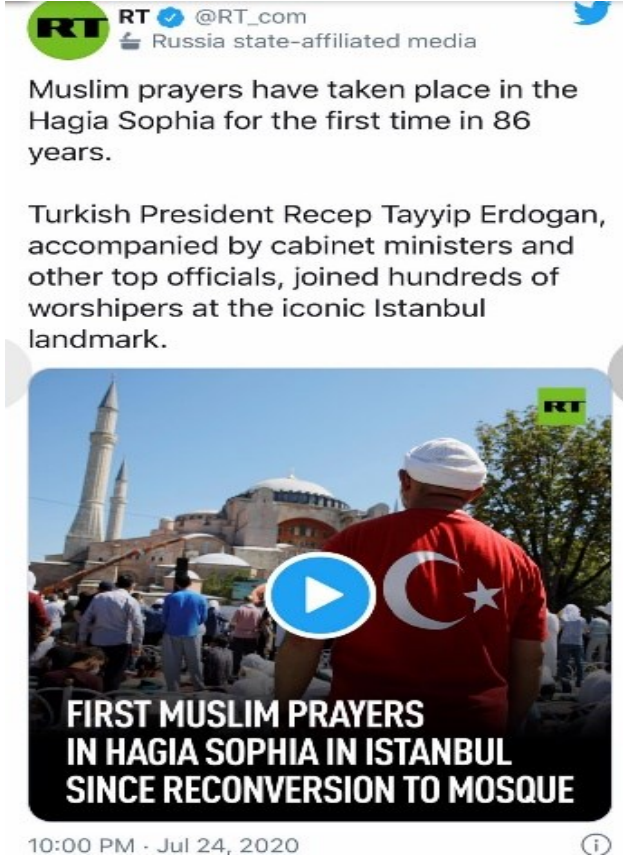 RT
RT @RT_com
Russia state-affiliated media
Muslim prayers have taken place in the
Hagia Sophia for the first time in 86
years.
Turkish President Recep Tayyip Erdogan,
accompanied by cabinet ministers and
other top officials, joined hundreds of
worshipers at the iconic Istanbul
landmark.
RT
FIRST MUSLIM PRAYERS
IN HAGIA SOPHIA IN ISTANBUL
SINCE RECONVERSION TO MOSQUE
10:00 PM · Jul 24, 2020